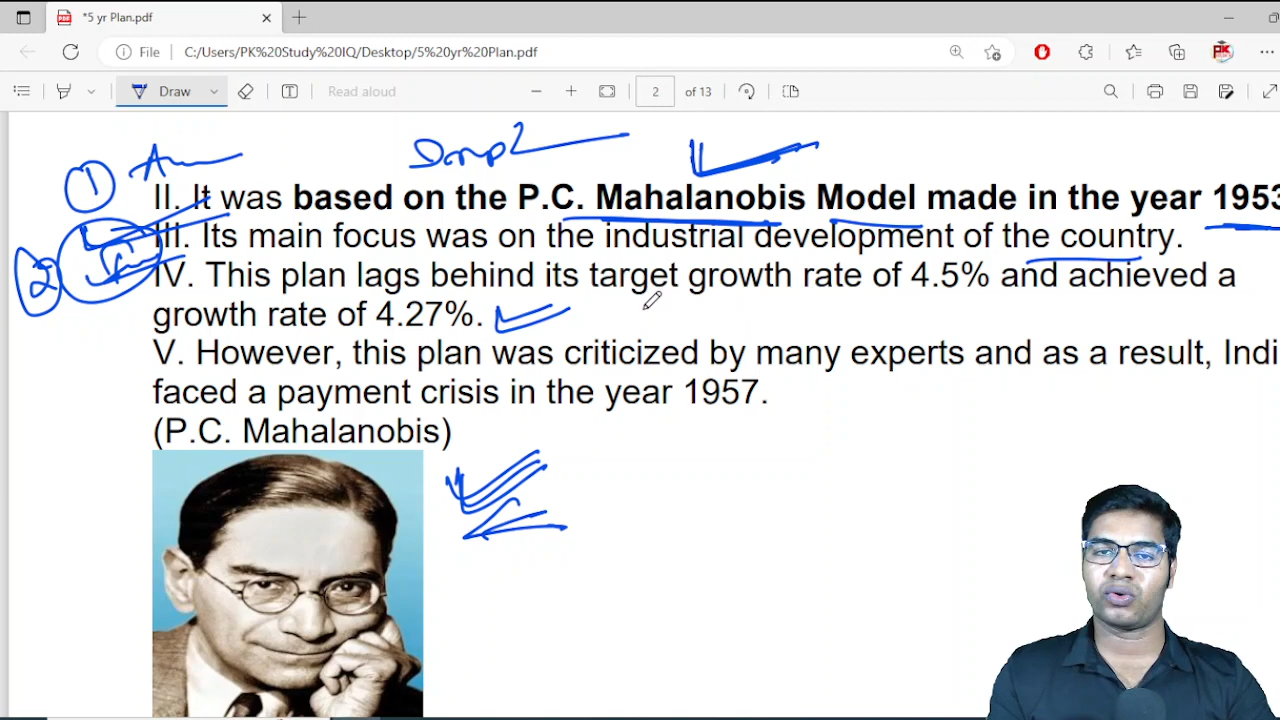 *5 yr Plan.pdf
File C:/Users/PK%20Study%20IQ/Desktop/5%20yr%20Plan.pdf
Draw Read aloud 2 of 13
1
II. It was based on the P.C. Mahalanobis Model made in the year 1953
2
III. Its main focus was on the industrial development of the country.
IV. This plan lags behind its target growth rate of 4.5% and achieved a
growth rate of 4.27%.
V. However, this plan was criticized by many experts and as a result, Indi
faced a payment crisis in the year 1957.
(P.C. Mahalanobis)